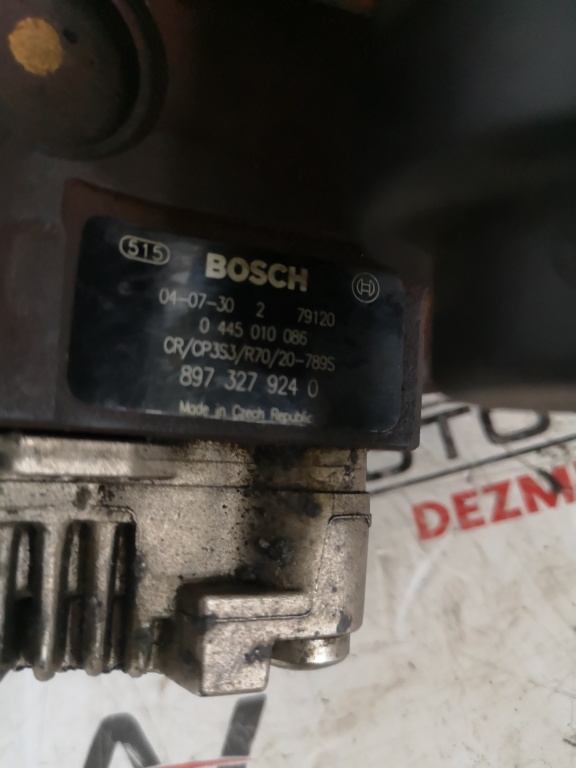 515 BOSCH
04-07-30 2 79120
0 445 010 086
CR/CP3S3/R70/20-789S
897 327 924 0
Made in Czech Republic
STO
DEZM